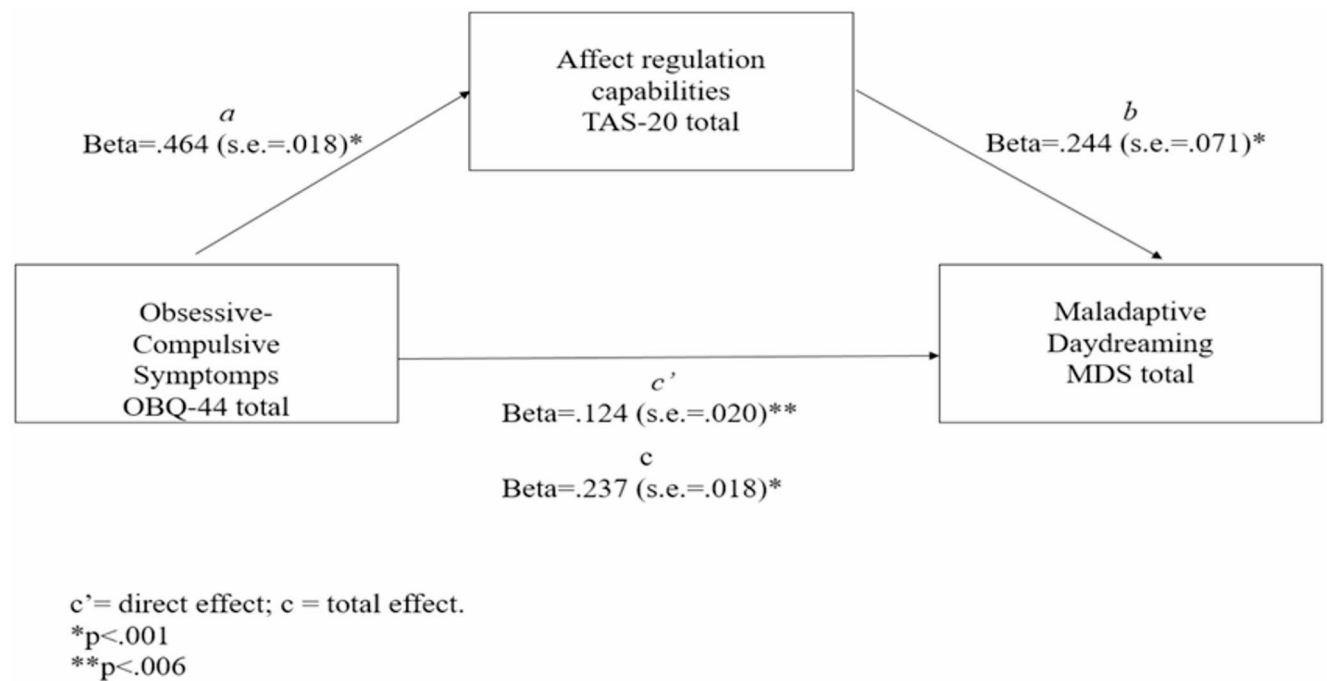 Affect regulation
capabilities
TAS-20 total
a
Beta=.464 (s.e.=.018)*
b
Beta=.244 (s.e.=.071)*
Obsessive-
Compulsive
Symptomps
OBQ-44 total
Maladaptive
Daydreaming
MDS total
c’
Beta=.124 (s.e.=.020)**
c
Beta=.237 (s.e.=.018)*
c’= direct effect; c = total effect.
*p<.001
**p<.006